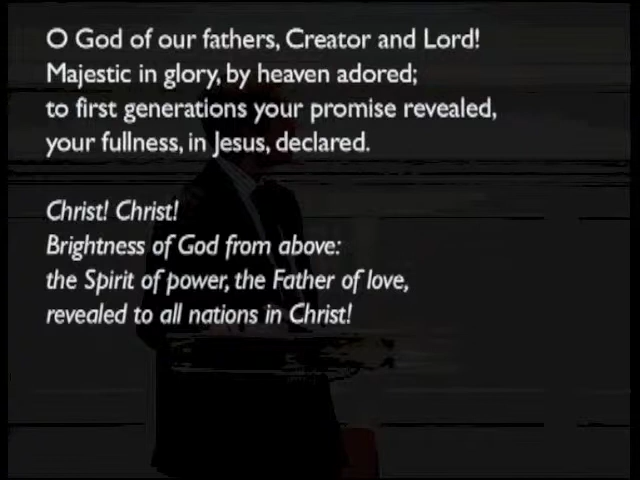 O God of our fathers, Creator and Lord!
Majestic in glory, by heaven adored;
to first generations your promise revealed,
your fullness, in Jesus, declared.
Christ! Christ!
Brightness of God from above:
the Spirit of power, the Father of love,
revealed to all nations in Christ!